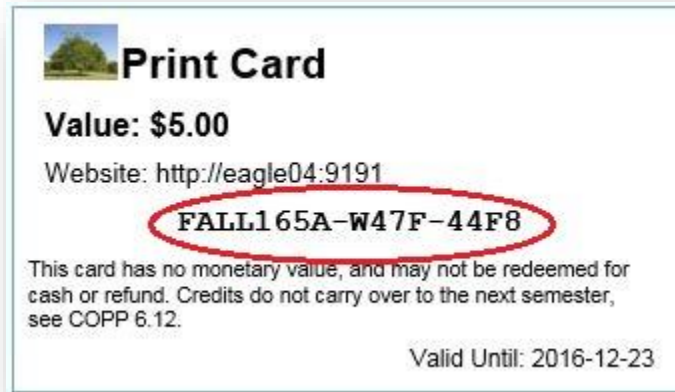 Print Card
Value: $5.00
Website: http://eagle04:9191
FALL165A-W47F-44F8
This card has no monetary value, and may not be redeemed for
cash or refund. Credits do not carry over to the next semester,
see COPP 6.12.
Valid Until: 2016-12-23